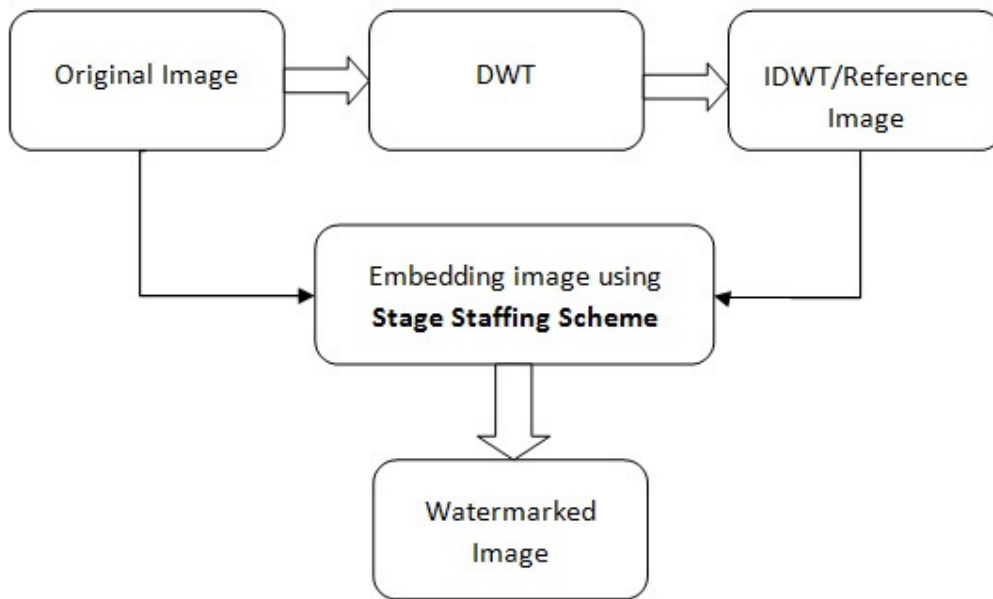 Original Image
DWT
IDWT/Reference
Image
Embedding image using
Stage Staffing Scheme
Watermarked
Image